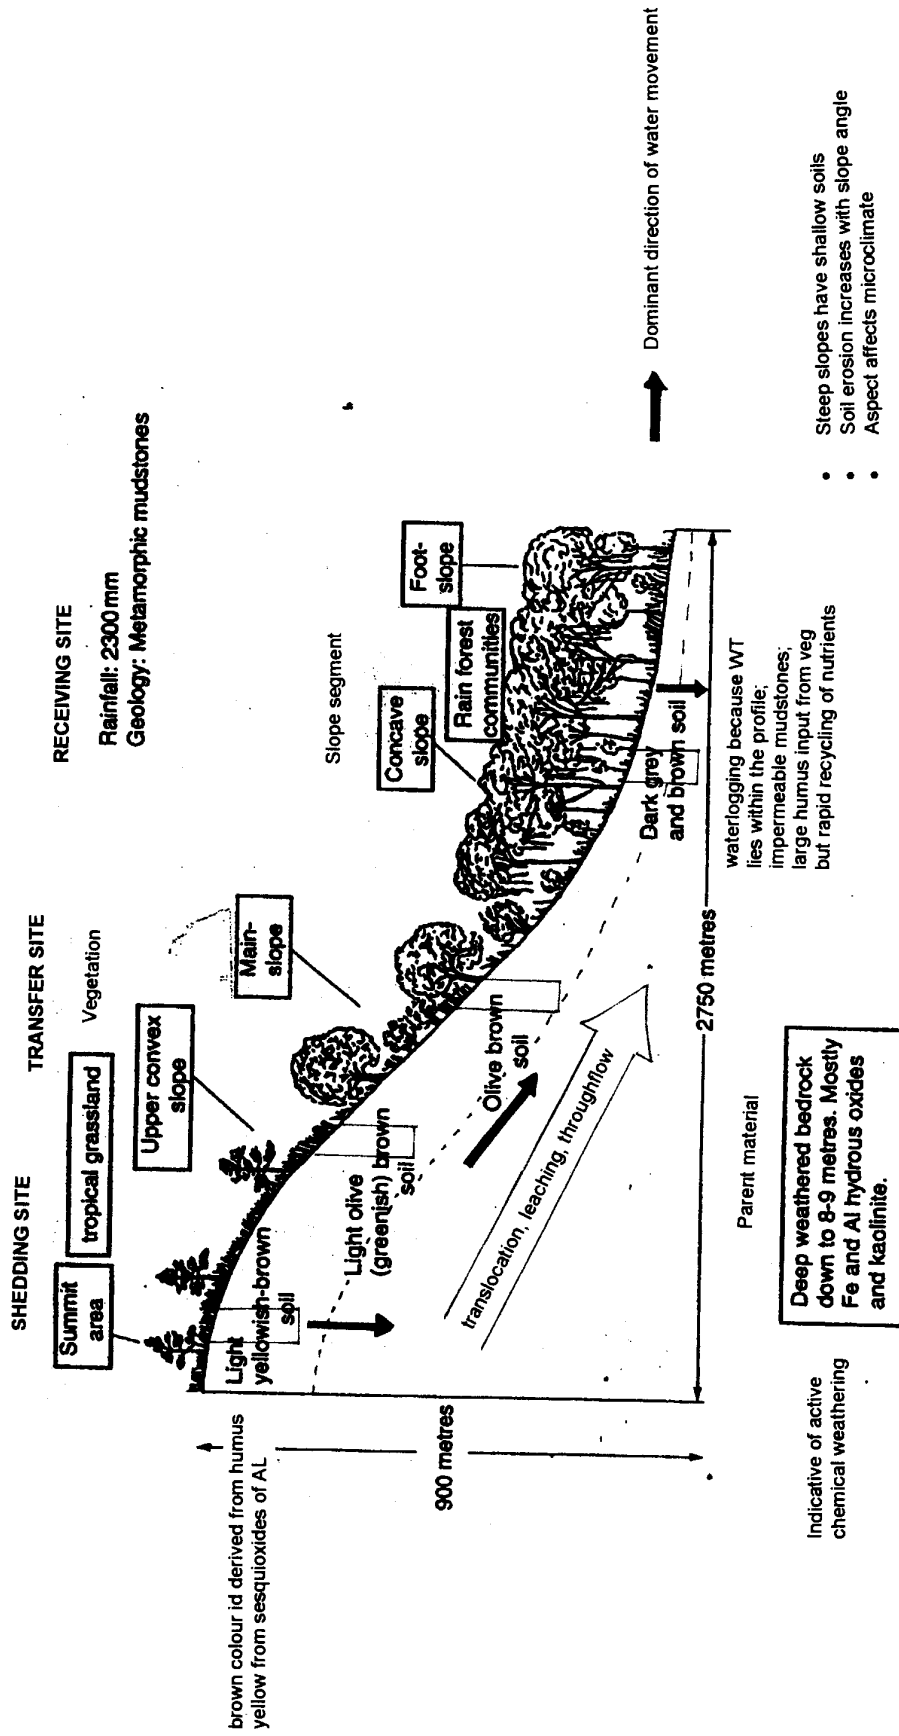 SHEDDING SITE
TRANSFER SITE
RECEIVING SITE
Summit
area
tropical grassland
Vegetation
Rainfall: 2300mm
Geology: Metamorphic mudstones
Upper convex
slope
Main-
slope
Slope segment
Concave
slope
Foot-
slope
Rain forest
communities
brown colour id derived from humus
yellow from sesquioxides of AL
Light
yellowish-brown
soil
Light olive
(greenish) brown
soil
Olive brown
soil
Dark grey
and brown soil
Dominant direction of water movement
900 metres
translocation, leaching, throughflow
2750 metres
waterlogging because WT
lies within the profile;
impermeable mudstones;
large humus input from veg
but rapid recycling of nutrients
Parent material
Indicative of active
chemical weathering
Deep weathered bedrock
down to 8-9 metres. Mostly
Fe and Al hydrous oxides
and kaolinite.
• Steep slopes have shallow soils
• Soil erosion increases with slope angle
• Aspect affects microclimate